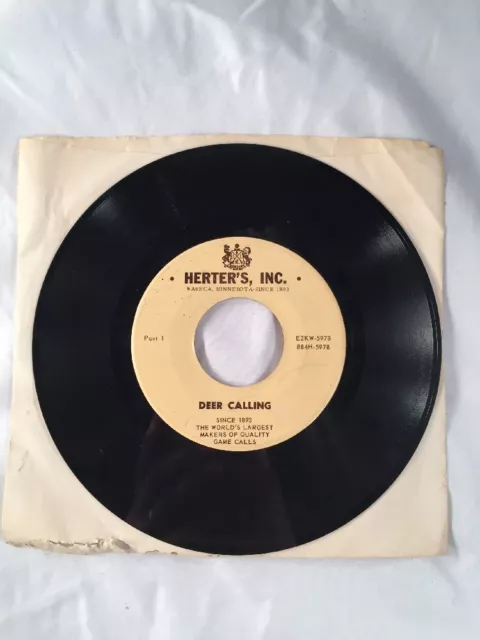 • HERTER'S, INC. •
WASECA, MINNESOTA-SINCE 1893
Part 1
E2KW-5973
884H-5978
DEER CALLING
SINCE 1893
THE WORLD'S LARGEST
MAKERS OF QUALITY
GAME CALLS